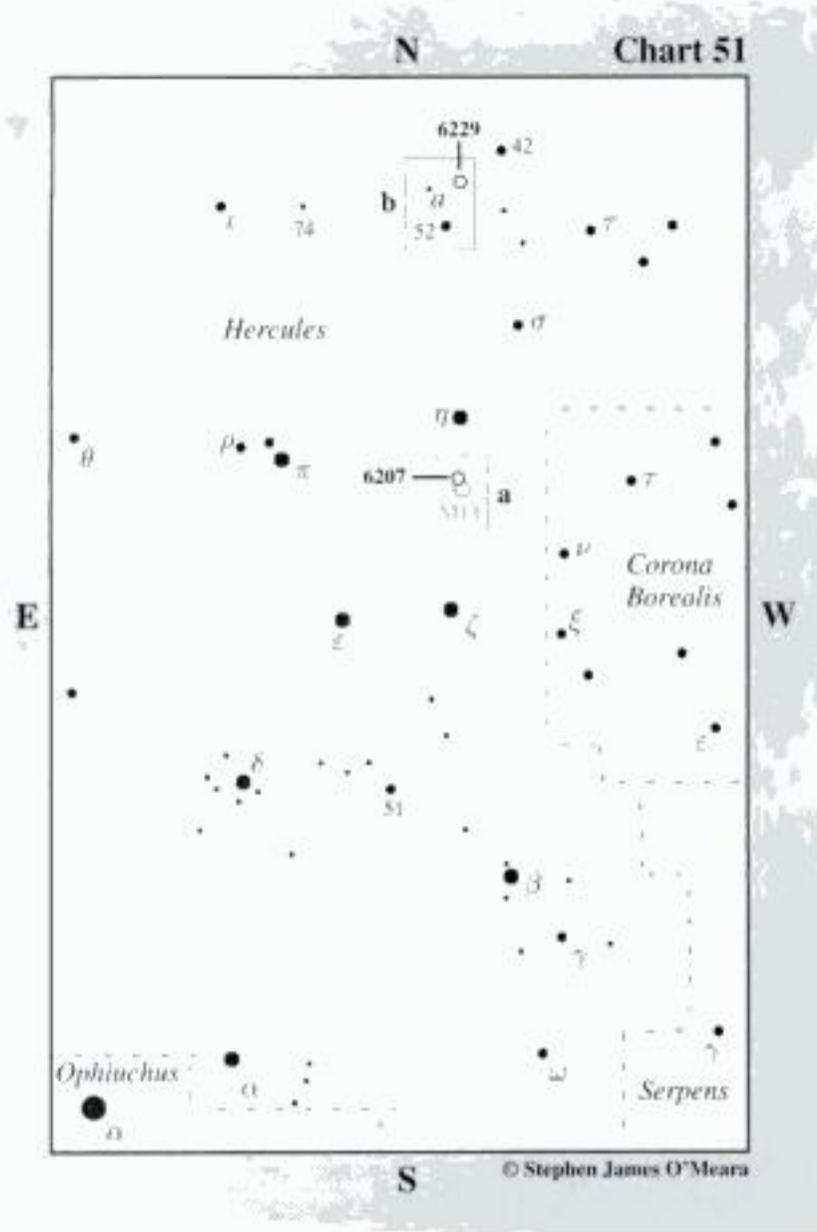 N
Chart 51
6229
42
a
b
52
ι
74
τ
σ
Hercules
η
θ
ρ
π
6207
a
τ
ν
Corona
Borealis
E
ε
ζ
ξ
W
ε
δ
51
β
γ
ω
γ
Ophiuchus
α
Serpens
α
S
© Stephen James O'Meara